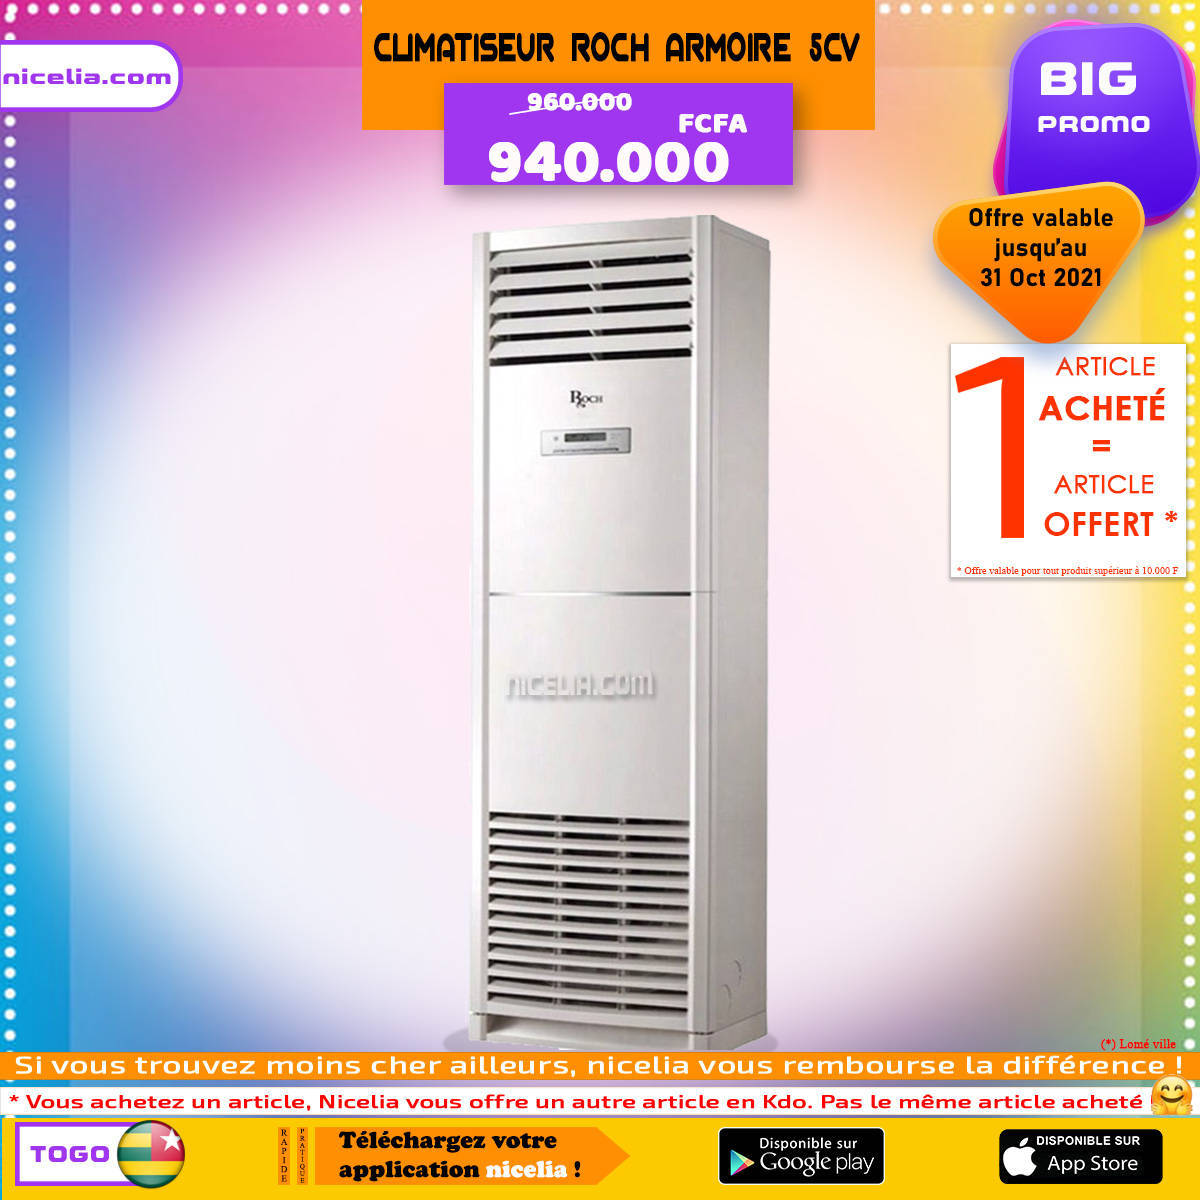 nicelia.com
CLIMATISEUR ROCH ARMOIRE 5CV
960.000
FCFA
940.000
BIG
PROMO
Offre valable
jusqu'au
31 Oct 2021
1
ARTICLE
ACHETÉ
=
ARTICLE
OFFERT *
* Offre valable pour tout produit supérieur à 10.000 F
ROCH
NICELIA.COM
(*) Lomé ville
Si vous trouvez moins cher ailleurs, nicelia vous rembourse la différence !
* Vous achetez un article, Nicelia vous offre un autre article en Kdo. Pas le même article acheté
TOGO
RAPIDE
PRATIQUE
Téléchargez votre
application nicelia !
Disponible sur
Google play
DISPONIBLE SUR
App Store